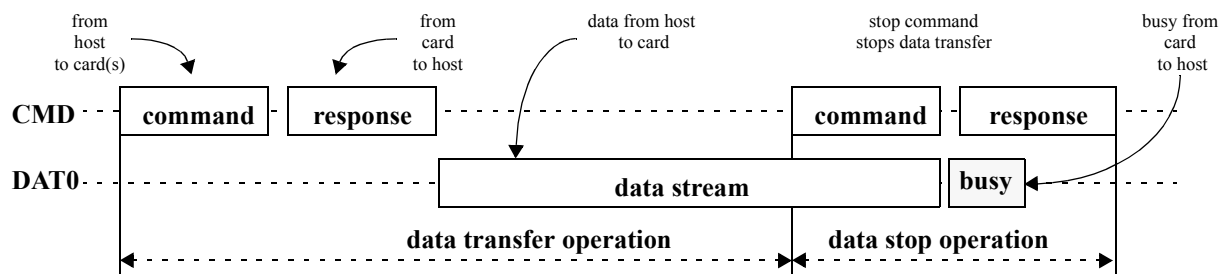 from
host
to card(s)
from
card
to host
data from host
to card
stop command
stops data transfer
busy from
card
to host
CMD
command
response
command
response
DAT0
data stream
busy
data transfer operation
data stop operation